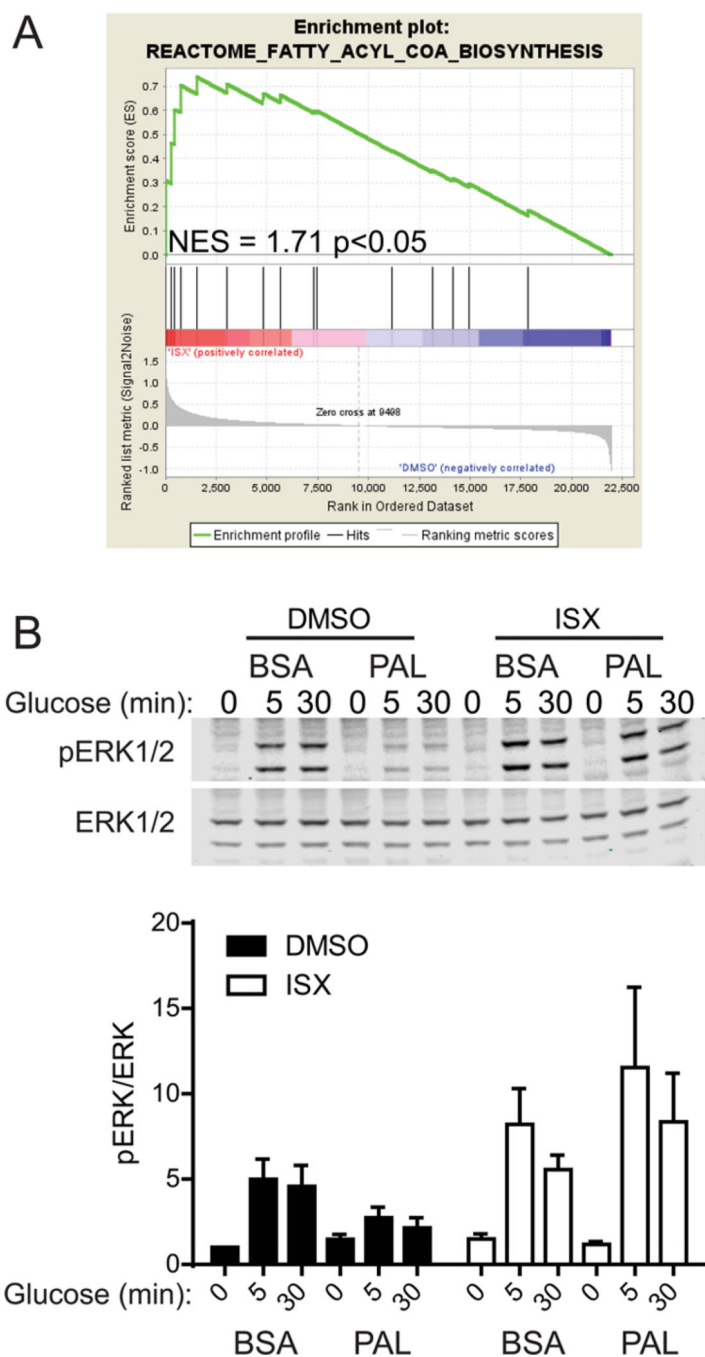 A
Enrichment plot:
REACTOME_FATTY_ACYL_COA_BIOSYNTHESIS
Enrichment score (ES)
0.7
0.6
0.5
0.4
0.3
0.2
0.1
0.0
NES = 1.71 p<0.05
Ranked list metric (Signal2Noise)
'ISX' (positively correlated)
1.5
1.0
0.5
0.0
-0.5
-1.0
Zero cross at 9498
'DMSO' (negatively correlated)
0 2,500 5,000 7,500 10,000 12,500 15,000 17,500 20,000 22,500
Rank in Ordered Dataset
Enrichment profile Hits Ranking metric scores
B
DMSO ISX
BSA PAL BSA PAL
Glucose (min): 0 5 30 0 5 30 0 5 30 0 5 30
pERK1/2
ERK1/2
pERK/ERK
20
15
10
5
0
DMSO
ISX
Glucose (min): 0 5 30 0 5 30 0 5 30 0 5 30
BSA PAL BSA PAL